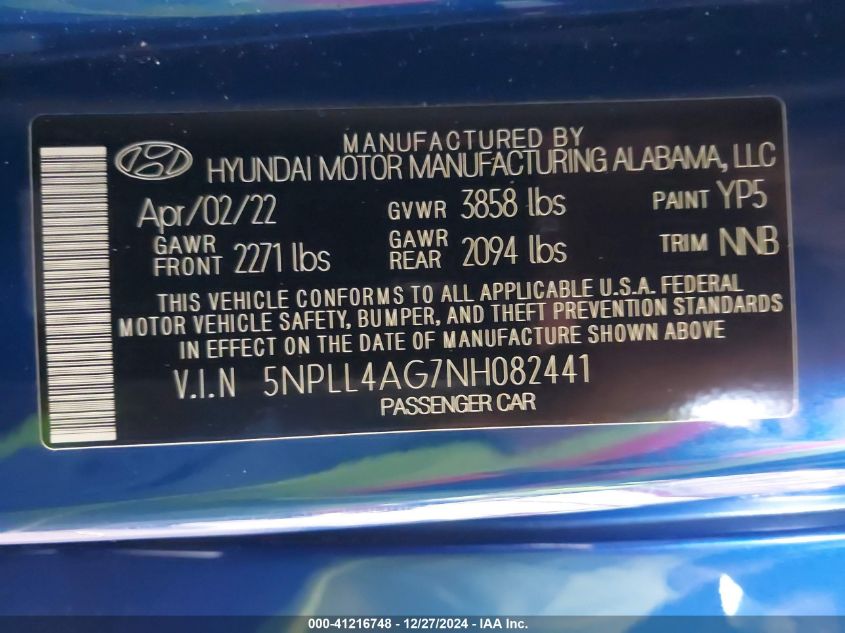 MANUFACTURED BY
HYUNDAI MOTOR MANUFACTURING ALABAMA, LLC
Apr/02/22 GVWR 3858 lbs PAINT YP5
GAWR FRONT 2271 lbs GAWR REAR 2094 lbs TRIM NNB
THIS VEHICLE CONFORMS TO ALL APPLICABLE U.S.A. FEDERAL
MOTOR VEHICLE SAFETY, BUMPER, AND THEFT PREVENTION STANDARDS
IN EFFECT ON THE DATE OF MANUFACTURE SHOWN ABOVE
V.I.N 5NPLL4AG7NH082441
PASSENGER CAR
000-41216748 - 12/27/2024 - IAA Inc.